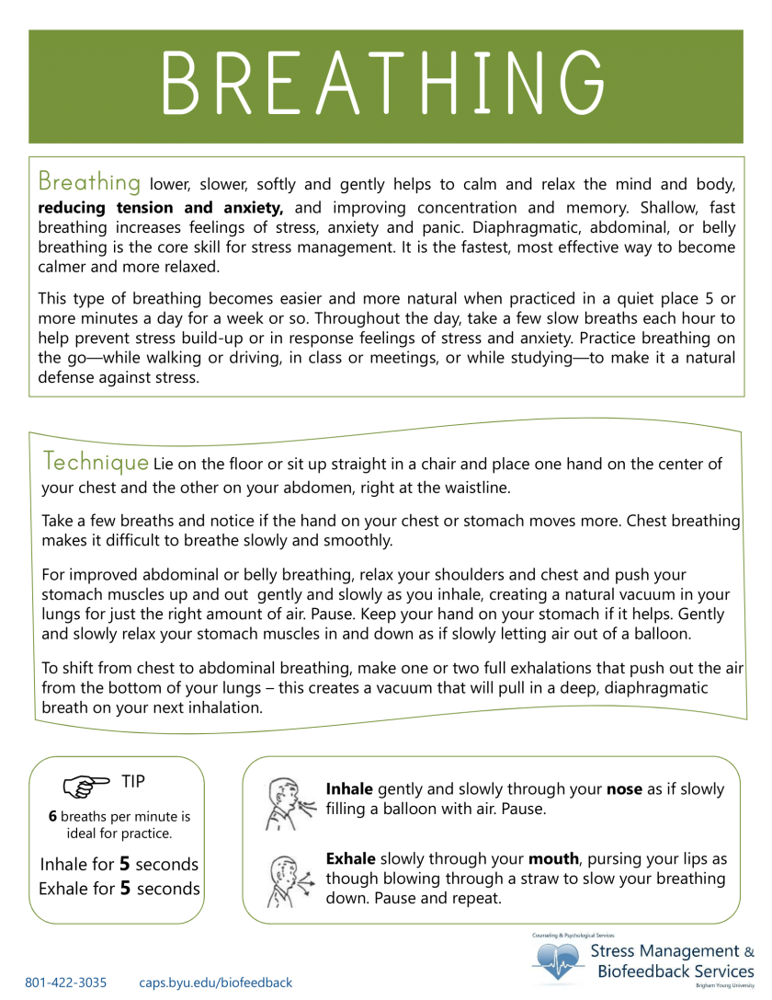 BREATHING
Breathing lower, slower, softly and gently helps to calm and relax the mind and body,
reducing tension and anxiety, and improving concentration and memory. Shallow, fast
breathing increases feelings of stress, anxiety and panic. Diaphragmatic, abdominal, or belly
breathing is the core skill for stress management. It is the fastest, most effective way to become
calmer and more relaxed.
This type of breathing becomes easier and more natural when practiced in a quiet place 5 or
more minutes a day for a week or so. Throughout the day, take a few slow breaths each hour to
help prevent stress build-up or in response feelings of stress and anxiety. Practice breathing on
the go—while walking or driving, in class or meetings, or while studying—to make it a natural
defense against stress.
Technique Lie on the floor or sit up straight in a chair and place one hand on the center of
your chest and the other on your abdomen, right at the waistline.
Take a few breaths and notice if the hand on your chest or stomach moves more. Chest breathing
makes it difficult to breathe slowly and smoothly.
For improved abdominal or belly breathing, relax your shoulders and chest and push your
stomach muscles up and out  gently and slowly as you inhale, creating a natural vacuum in your
lungs for just the right amount of air. Pause. Keep your hand on your stomach if it helps. Gently
and slowly relax your stomach muscles in and down as if slowly letting air out of a balloon.
To shift from chest to abdominal breathing, make one or two full exhalations that push out the air
from the bottom of your lungs – this creates a vacuum that will pull in a deep, diaphragmatic
breath on your next inhalation.
TIP
6 breaths per minute is
ideal for practice.
Inhale for 5 seconds
Exhale for 5 seconds
Inhale gently and slowly through your nose as if slowly
filling a balloon with air. Pause.
Exhale slowly through your mouth, pursing your lips as
though blowing through a straw to slow your breathing
down. Pause and repeat.
Counseling & Psychological Services
Stress Management &
Biofeedback Services
Brigham Young University
801-422-3035 caps.byu.edu/biofeedback